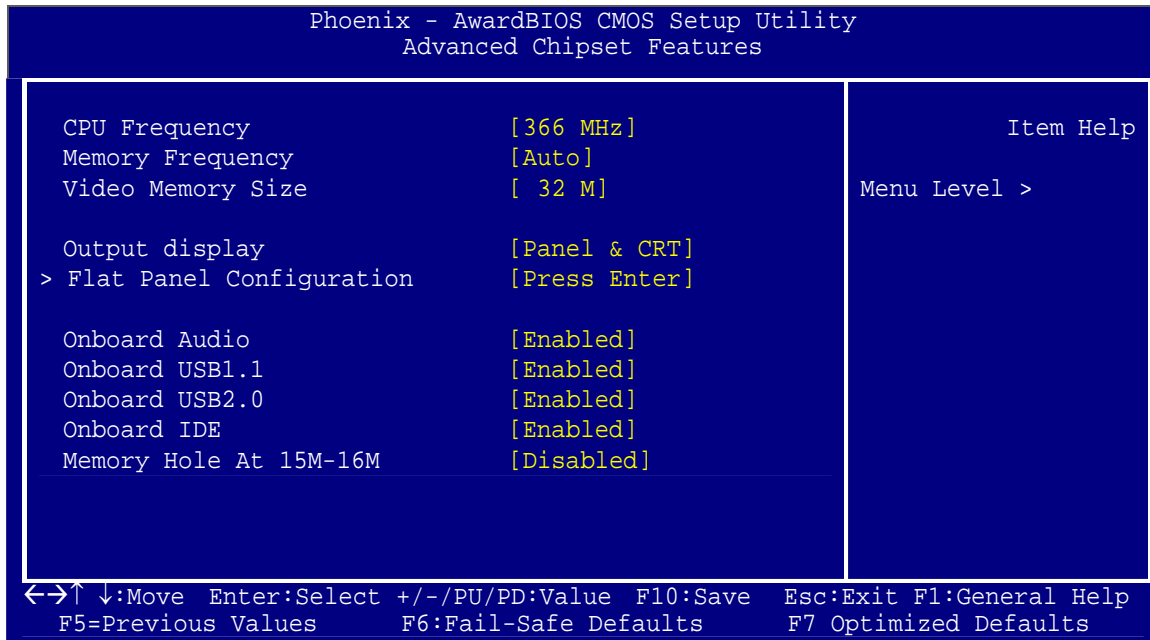 Phoenix - AwardBIOS CMOS Setup Utility
Advanced Chipset Features
CPU Frequency [366 MHz] Item Help
Memory Frequency [Auto]
Video Memory Size [ 32 M] Menu Level >
Output display [Panel & CRT]
> Flat Panel Configuration [Press Enter]
Onboard Audio [Enabled]
Onboard USB1.1 [Enabled]
Onboard USB2.0 [Enabled]
Onboard IDE [Enabled]
Memory Hole At 15M-16M [Disabled]
←→↑ ↓:Move Enter:Select +/-/PU/PD:Value F10:Save Esc:Exit F1:General Help
F5=Previous Values F6:Fail-Safe Defaults F7 Optimized Defaults